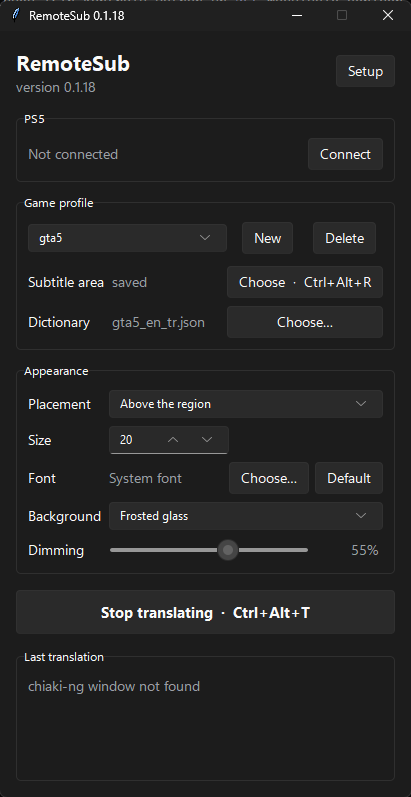 RemoteSub 0.1.18
RemoteSub
version 0.1.18
Setup
PS5
Not connected
Connect
Game profile
gta5
New
Delete
Subtitle area saved
Choose · Ctrl+Alt+R
Dictionary gta5_en_tr.json
Choose...
Appearance
Placement
Above the region
Size
20
Font System font
Choose...
Default
Background
Frosted glass
Dimming
55%
Stop translating · Ctrl+Alt+T
Last translation
chiaki-ng window not found